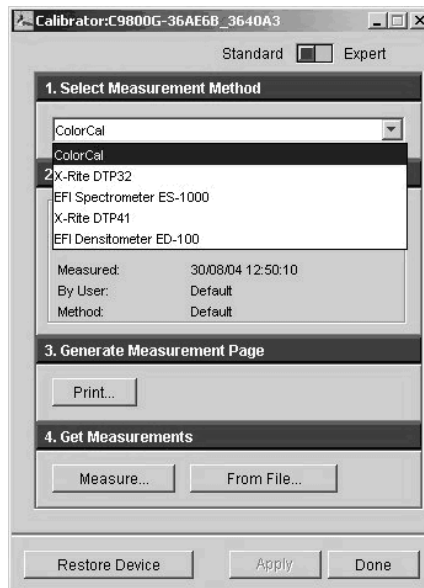 Calibrator:C9800G-36AE6B_3640A3
Standard Expert
1. Select Measurement Method
ColorCal
ColorCal
2
X-Rite DTP32
EFI Spectrometer ES-1000
X-Rite DTP41
EFI Densitometer ED-100
Measured: 30/08/04 12:50:10
By User: Default
Method: Default
3. Generate Measurement Page
Print...
4. Get Measurements
Measure... From File...
Restore Device Apply Done